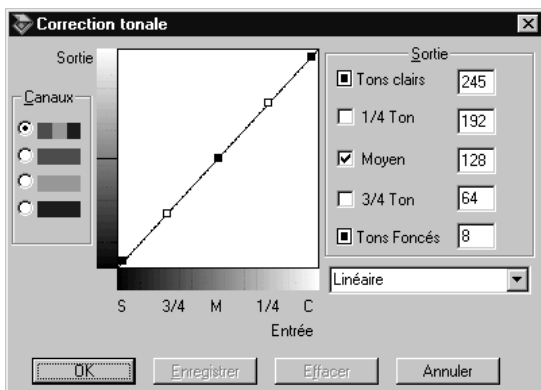 Correction tonale
Sortie
Canaux
S 3/4 M 1/4 C
Entrée
Sortie
Tons clairs 245
1/4 Ton 192
Moyen 128
3/4 Ton 64
Tons Foncés 8
Linéaire
OK Enregistrer Effacer Annuler